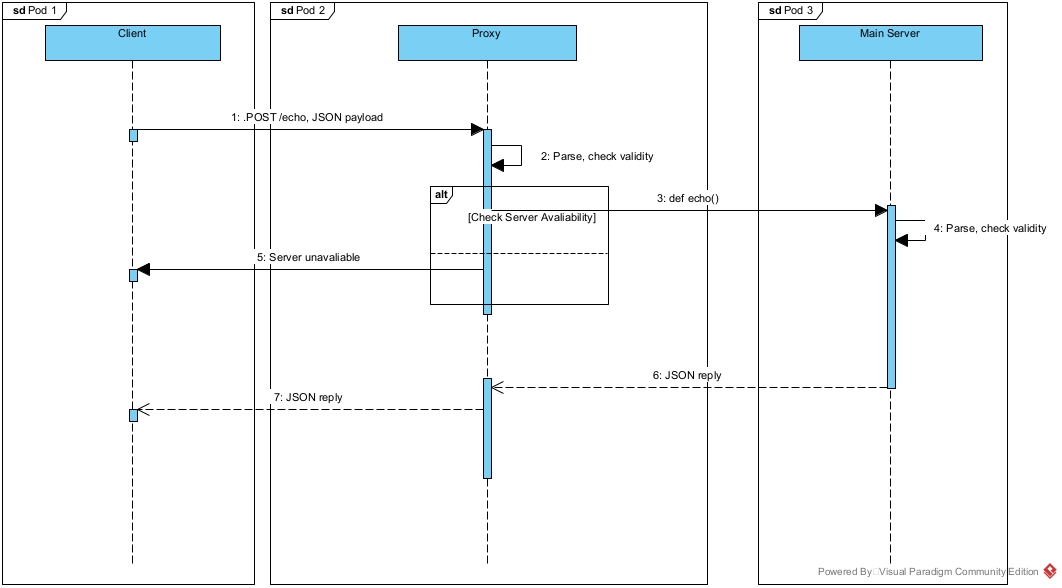 sd Pod 1
sd Pod 2
sd Pod 3
Client
Proxy
Main Server
1: .POST /echo, JSON payload
2: Parse, check validity
alt
3: def echo()
[Check Server Avaliability]
4: Parse, check validity
5: Server unavailable
6: JSON reply
7: JSON reply
Powered By Visual Paradigm Community Edition